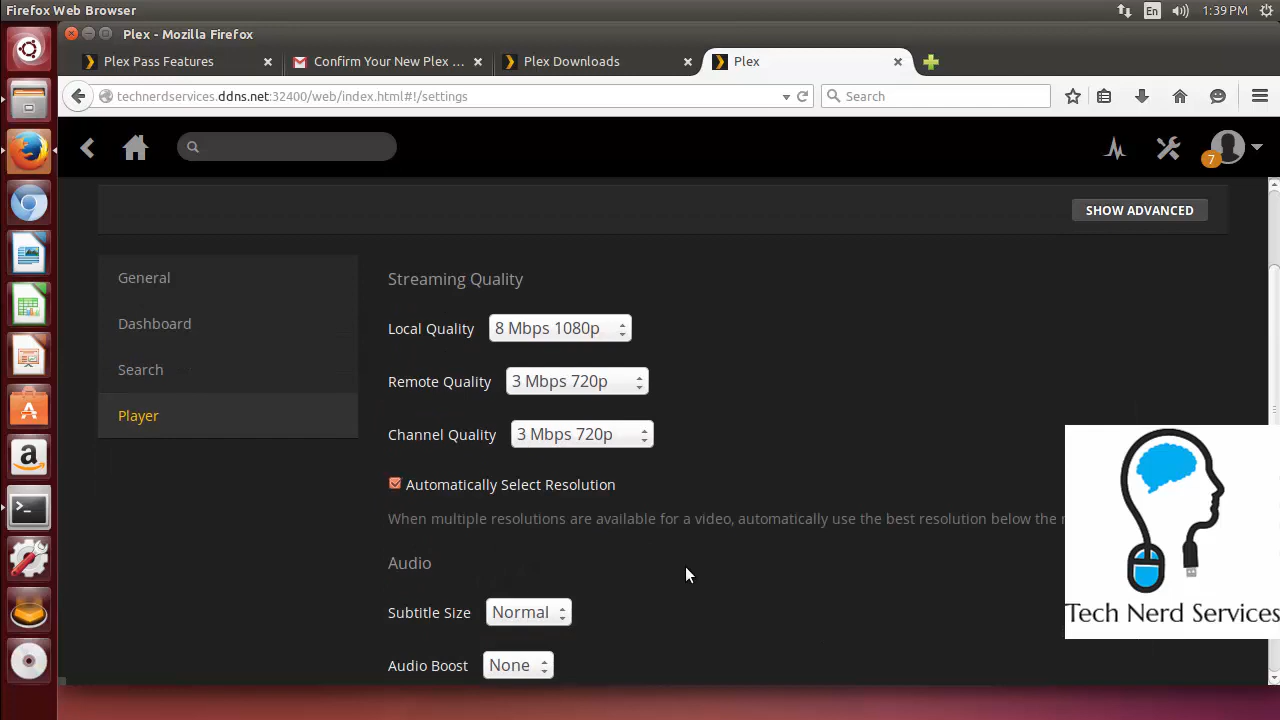 Firefox Web Browser
En
1:39 PM
Plex - Mozilla Firefox
Plex Pass Features
Confirm Your New Plex ...
Plex Downloads
Plex
technerdservices.ddns.net:32400/web/index.html#!/settings
Search
7
SHOW ADVANCED
General
Dashboard
Search
Player
Streaming Quality
Local Quality 8 Mbps 1080p
Remote Quality 3 Mbps 720p
Channel Quality 3 Mbps 720p
Automatically Select Resolution
When multiple resolutions are available for a video, automatically use the best resolution below the
Audio
Subtitle Size Normal
Audio Boost None
Tech Nerd Services